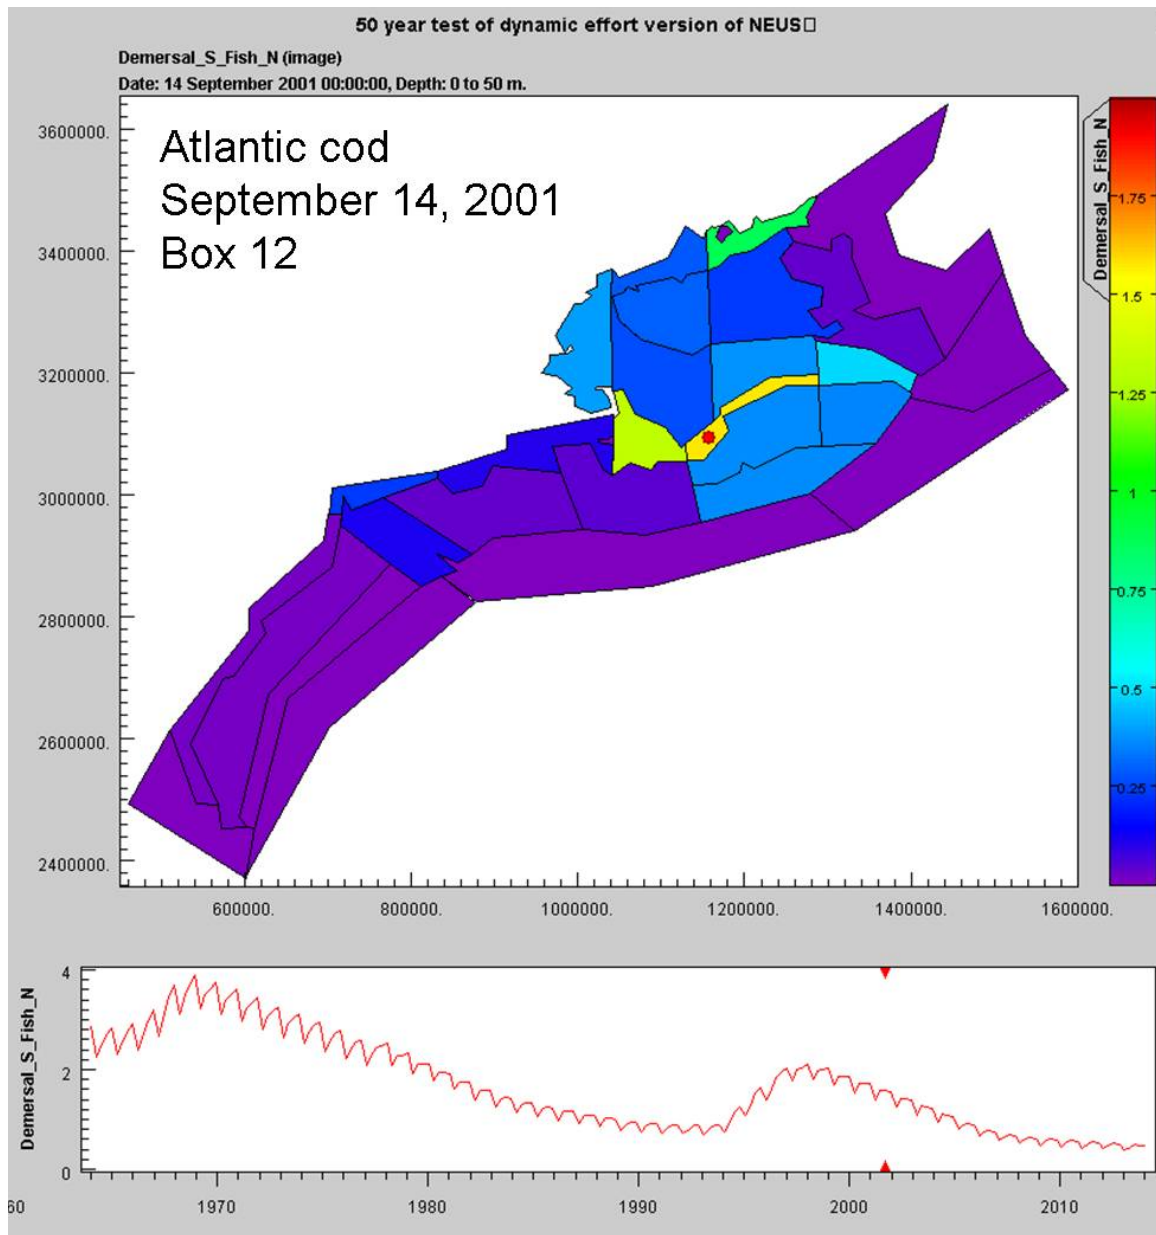 50 year test of dynamic effort version of NEUS□
Demersal_S_Fish_N (image)
Date: 14 September 2001 00:00:00, Depth: 0 to 50 m.
Atlantic cod
September 14, 2001
Box 12
3600000.
3400000.
3200000.
3000000.
2800000.
2600000.
2400000.
600000. 800000. 1000000. 1200000. 1400000. 1600000.
Demersal_S_Fish_N
1.75
1.5
1.25
1
0.75
0.5
0.25
Demersal_S_Fish_N
4
2
0
60 1970 1980 1990 2000 2010